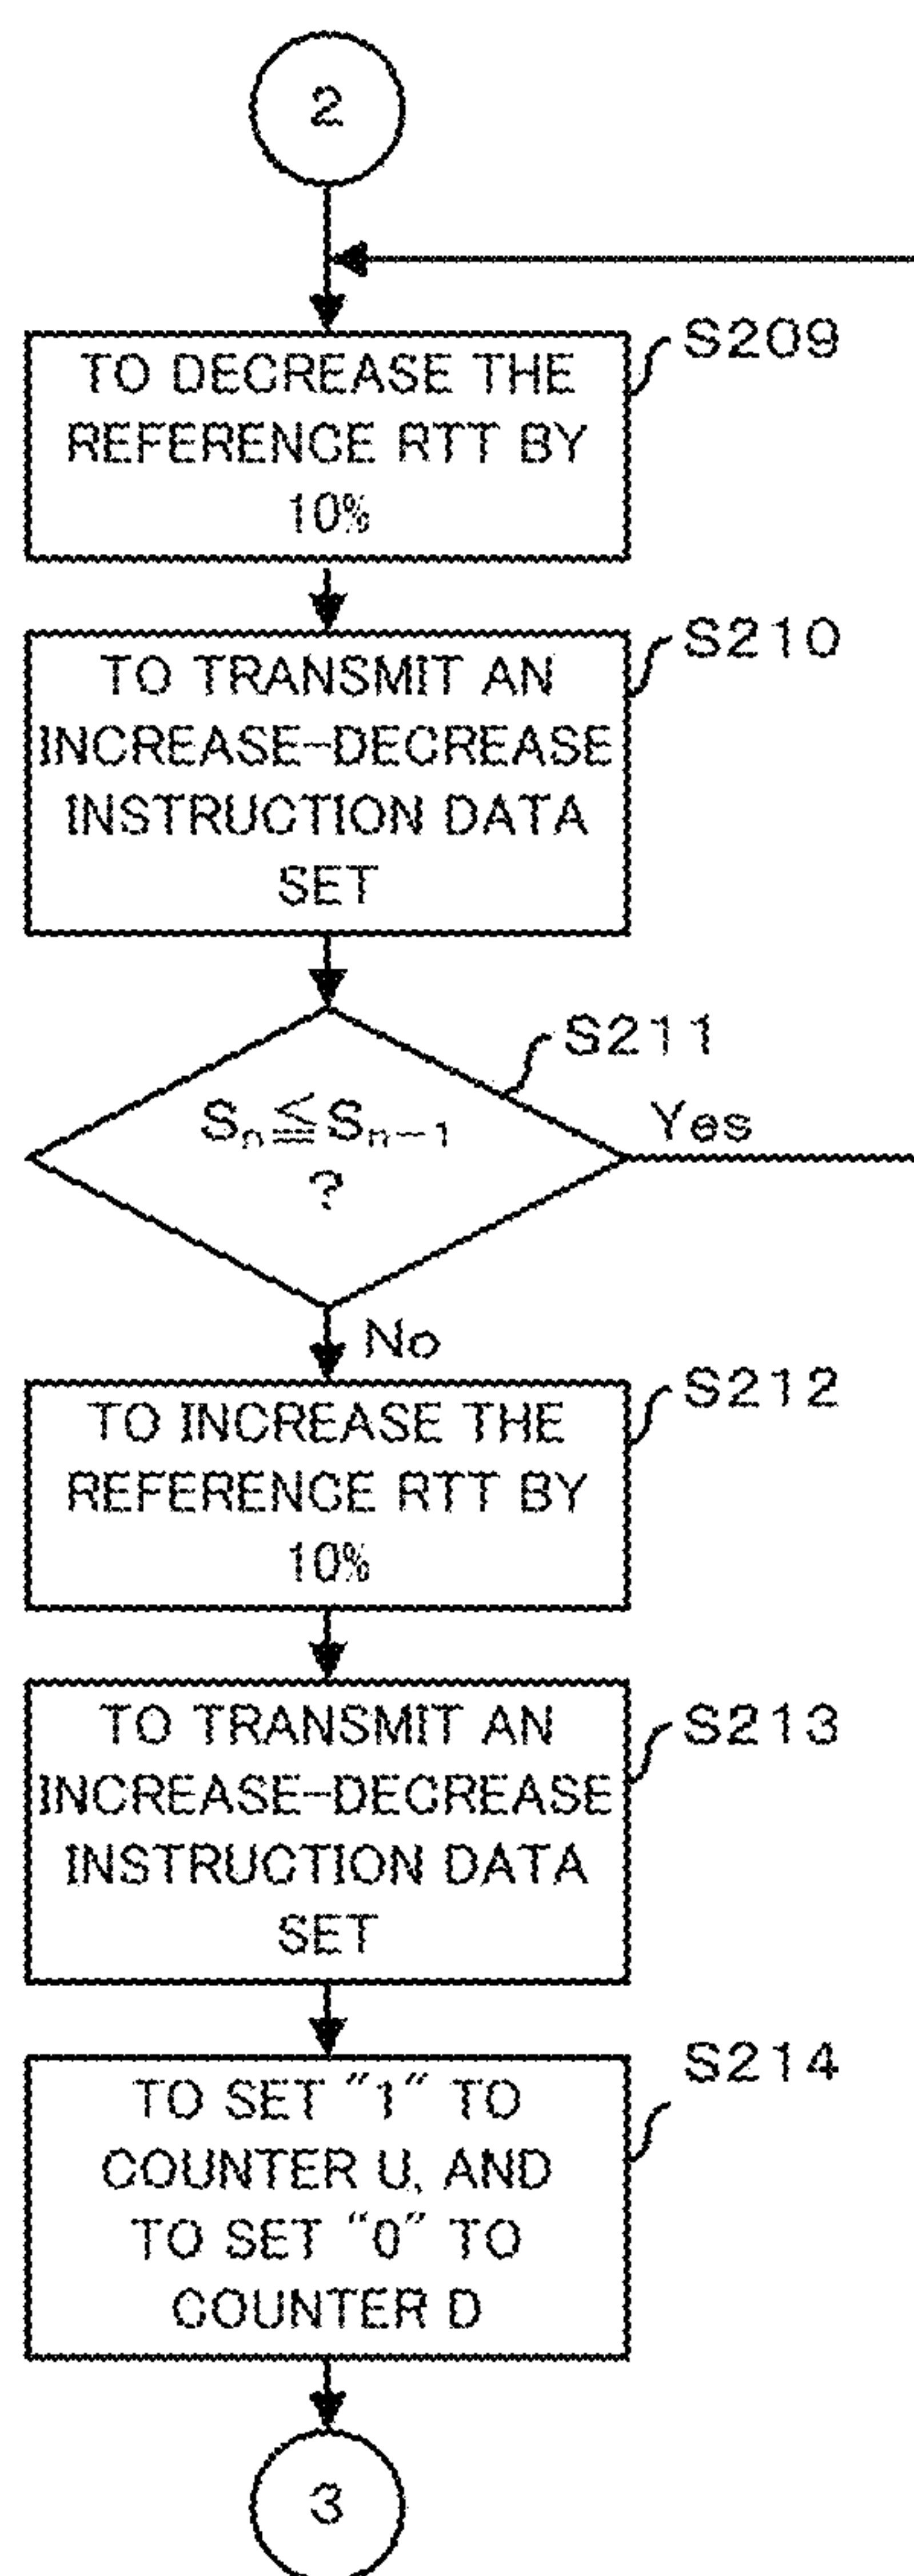 2
S209
TO DECREASE THE
REFERENCE RTT BY
10%
S210
TO TRANSMIT AN
INCREASE-DECREASE
INSTRUCTION DATA
SET
S211
Sₙ≦Sₙ₋₁
?
Yes
No
S212
TO INCREASE THE
REFERENCE RTT BY
10%
S213
TO TRANSMIT AN
INCREASE-DECREASE
INSTRUCTION DATA
SET
S214
TO SET "1" TO
COUNTER U, AND
TO SET "0" TO
COUNTER D
3